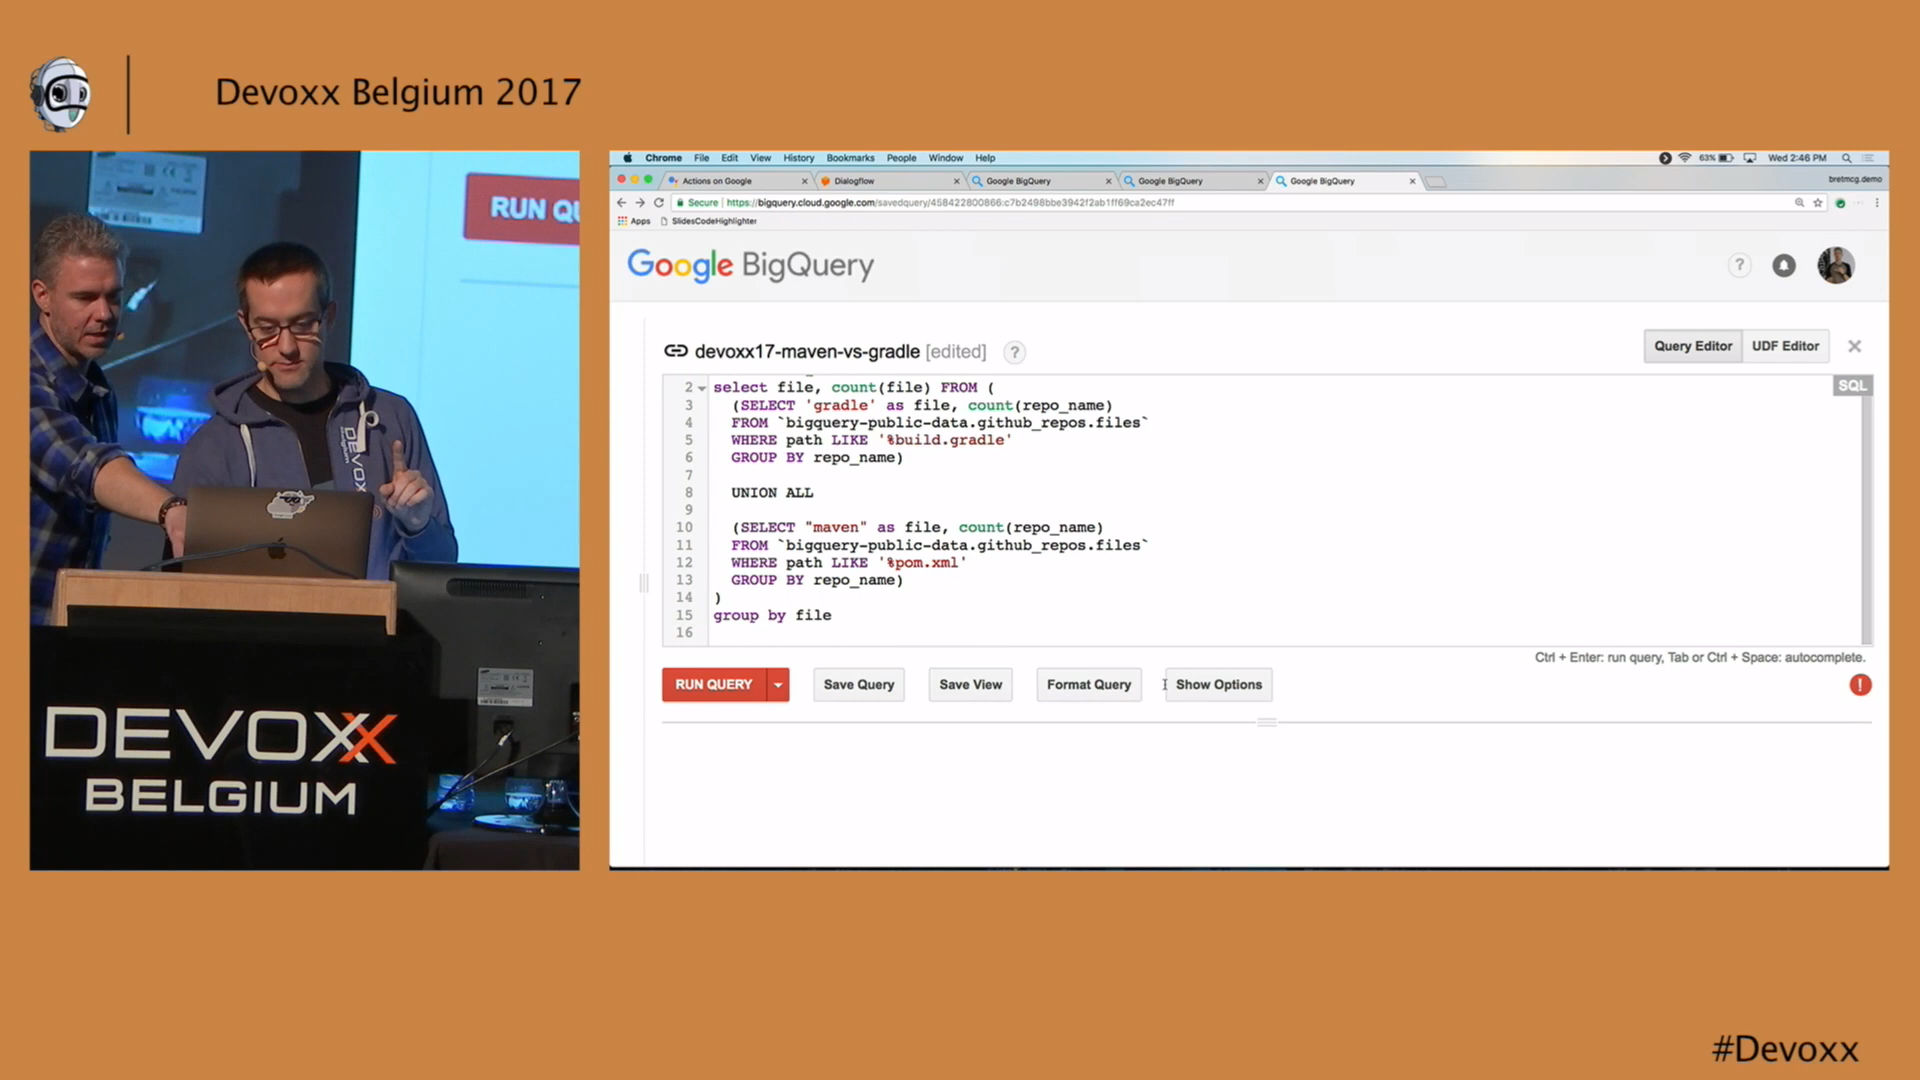 Devoxx Belgium 2017
RUN QU
DEVOXX
BELGIUM
Chrome File Edit View History Bookmarks People Window Help
63% Wed 2:46 PM
Actions on Google
Dialogflow
Google BigQuery
Google BigQuery
Google BigQuery
bretmcg.demo
Secure https://bigquery.cloud.google.com/savedquery/458422800866:c7b2498bbe3942f2ab1ff69ca2ec47ff
Apps SlidesCodeHighlighter
Google BigQuery
?
devoxx17-maven-vs-gradle [edited] ?
Query Editor UDF Editor
SQL
2 select file, count(file) FROM (
3 (SELECT 'gradle' as file, count(repo_name)
4 FROM `bigquery-public-data.github_repos.files`
5 WHERE path LIKE '%build.gradle'
6 GROUP BY repo_name)
7
8 UNION ALL
9
10 (SELECT "maven" as file, count(repo_name)
11 FROM `bigquery-public-data.github_repos.files`
12 WHERE path LIKE '%pom.xml'
13 GROUP BY repo_name)
14 )
15 group by file
16
Ctrl + Enter: run query, Tab or Ctrl + Space: autocomplete.
RUN QUERY Save Query Save View Format Query Show Options
!
#Devoxx